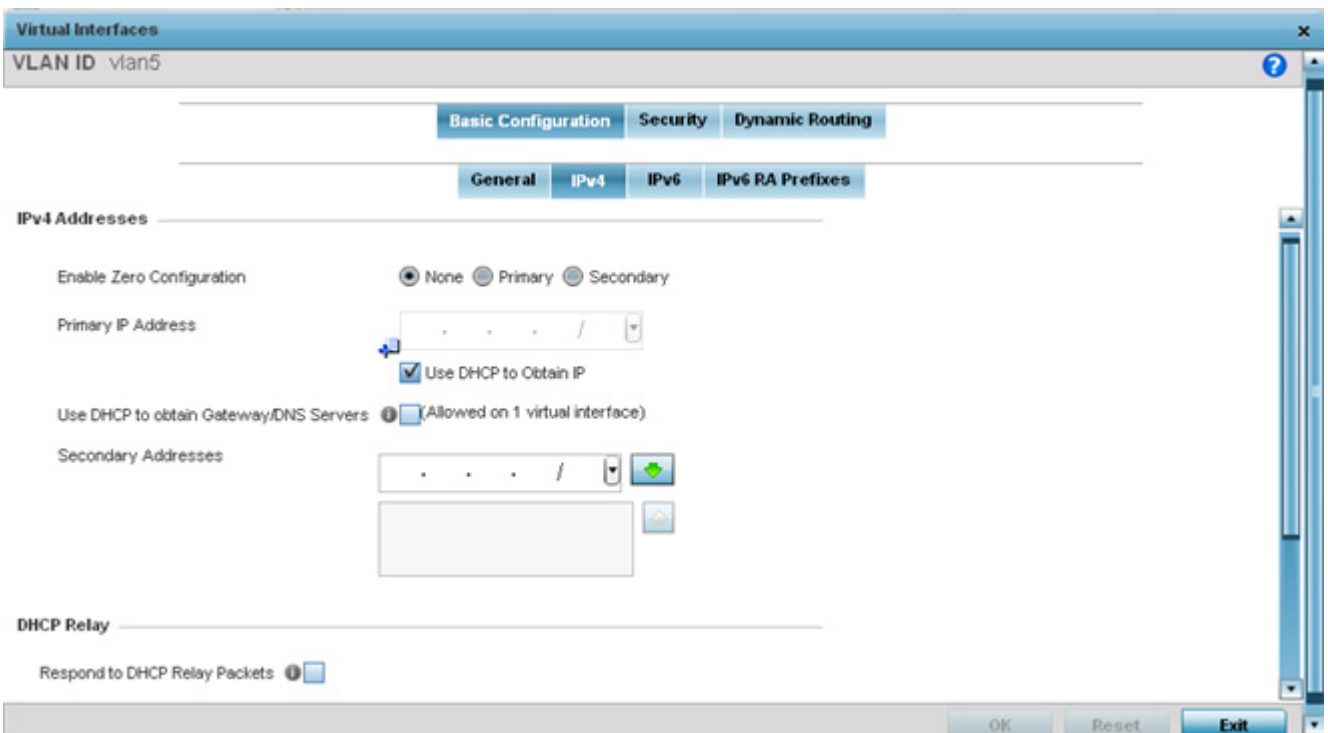 Virtual Interfaces
VLAN ID vlan5
Basic Configuration Security Dynamic Routing
General IPv4 IPv6 IPv6 RA Prefixes
IPv4 Addresses
Enable Zero Configuration None Primary Secondary
Primary IP Address . . . /
Use DHCP to Obtain IP
Use DHCP to obtain Gateway/DNS Servers (Allowed on 1 virtual interface)
Secondary Addresses
. . . /
DHCP Relay
Respond to DHCP Relay Packets
OK Reset Exit